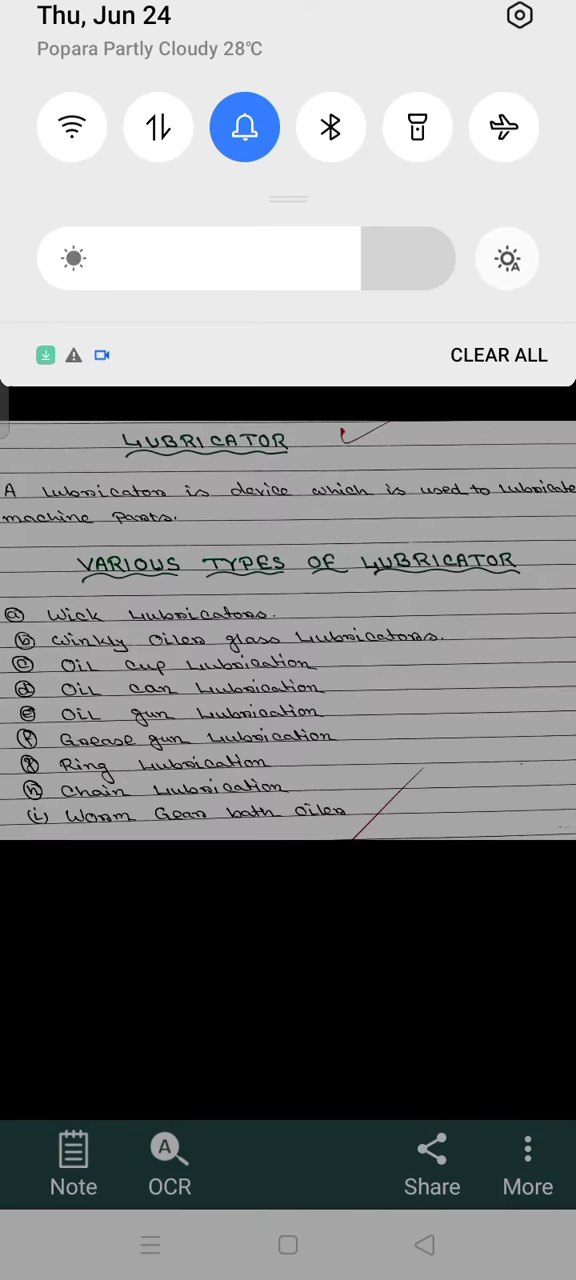 Thu, Jun 24
Popara Partly Cloudy 28°C
CLEAR ALL
LUBRICATOR
A Lubricator is device which is used to Lubricate
machine parts.
VARIOUS TYPES OF LUBRICATOR
(a) Wick Lubricators.
(b) Winkly Oiler glass Lubricators.
(c) Oil cup Lubrication
(d) Oil can Lubrication
(e) Oil gun Lubrication
(f) Grease gun Lubrication
(g) Ring Lubrication
(h) Chain Lubrication
(i) Worm Gear bath oiler
Note OCR Share More